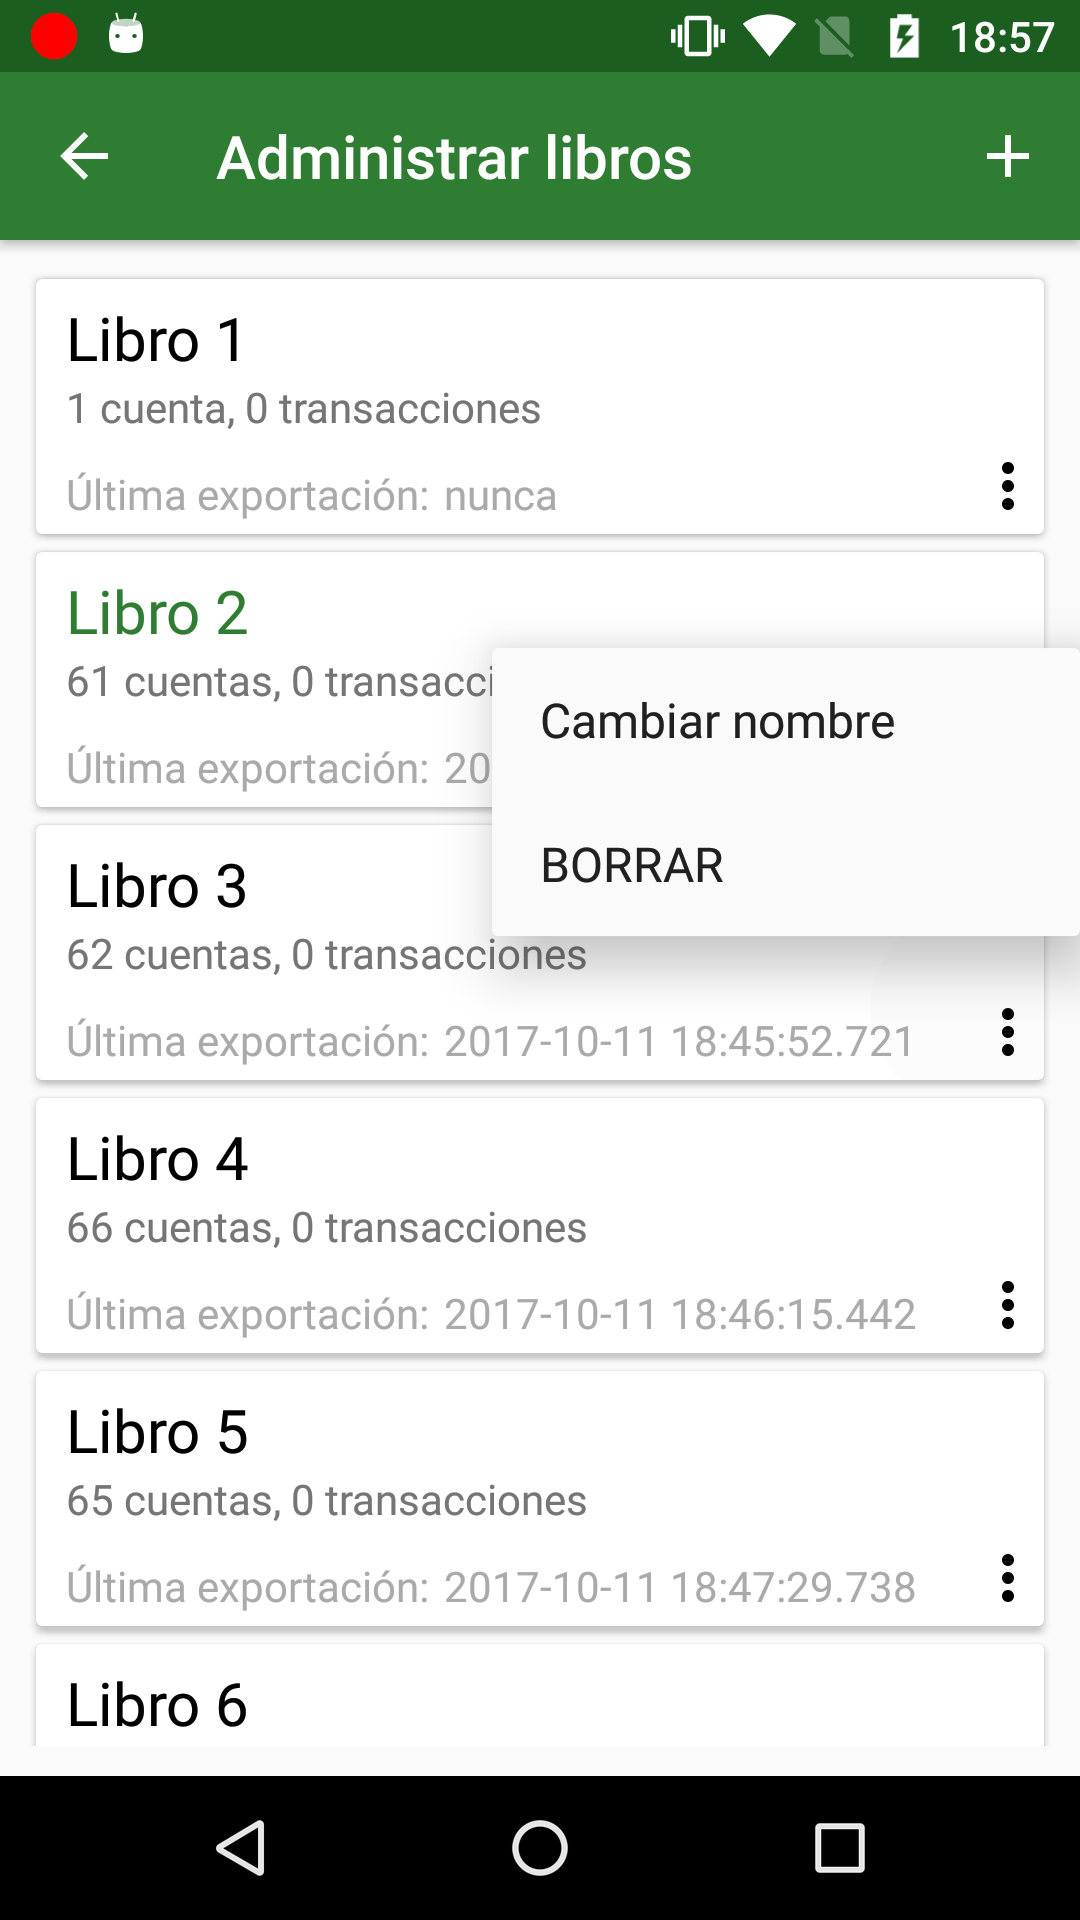 18:57
Administrar libros
Libro 1
1 cuenta, 0 transacciones
Última exportación: nunca
Libro 2
61 cuentas, 0 transacci
Última exportación: 20
Cambiar nombre
BORRAR
Libro 3
62 cuentas, 0 transacciones
Última exportación: 2017-10-11 18:45:52.721
Libro 4
66 cuentas, 0 transacciones
Última exportación: 2017-10-11 18:46:15.442
Libro 5
65 cuentas, 0 transacciones
Última exportación: 2017-10-11 18:47:29.738
Libro 6